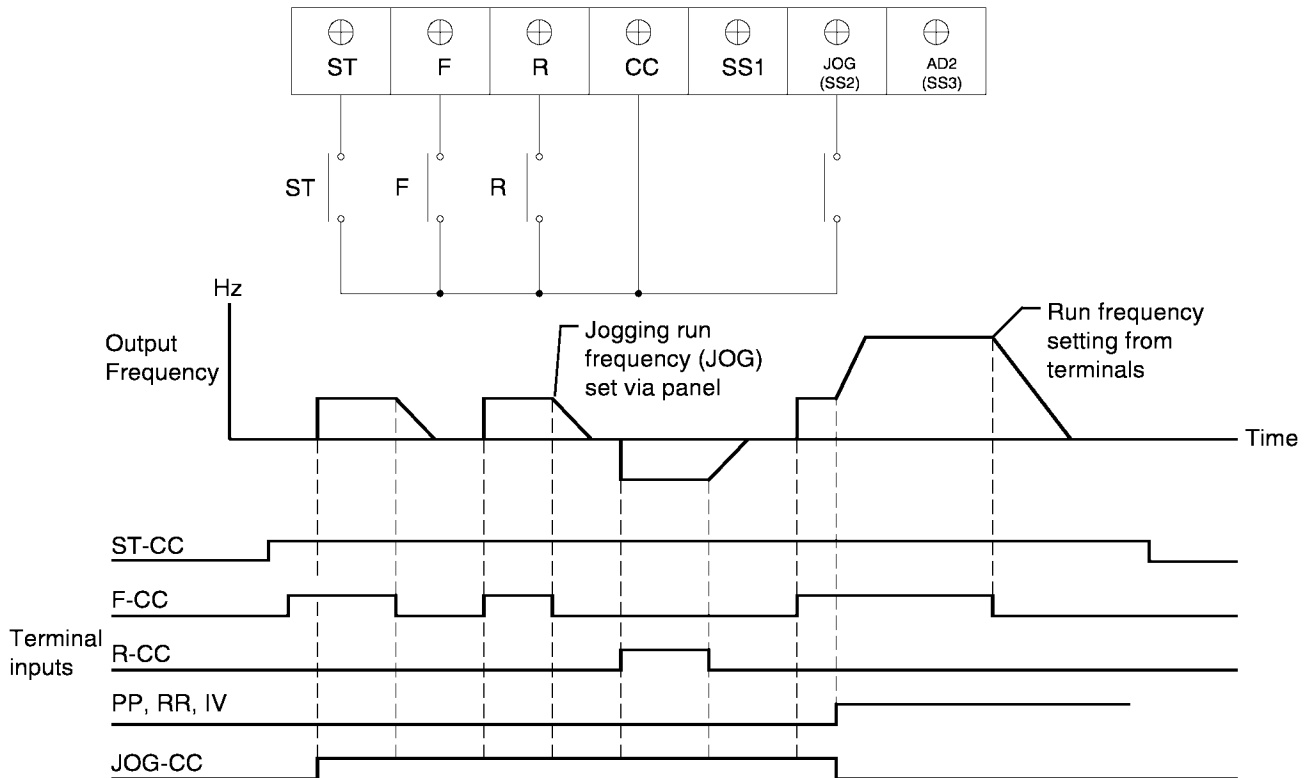 ST F R CC SS1 JOG (SS2) AD2 (SS3)
ST F R
Hz
Output
Frequency
Jogging run
frequency (JOG)
set via panel
Run frequency
setting from
terminals
Time
ST-CC
F-CC
Terminal
inputs
R-CC
PP, RR, IV
JOG-CC